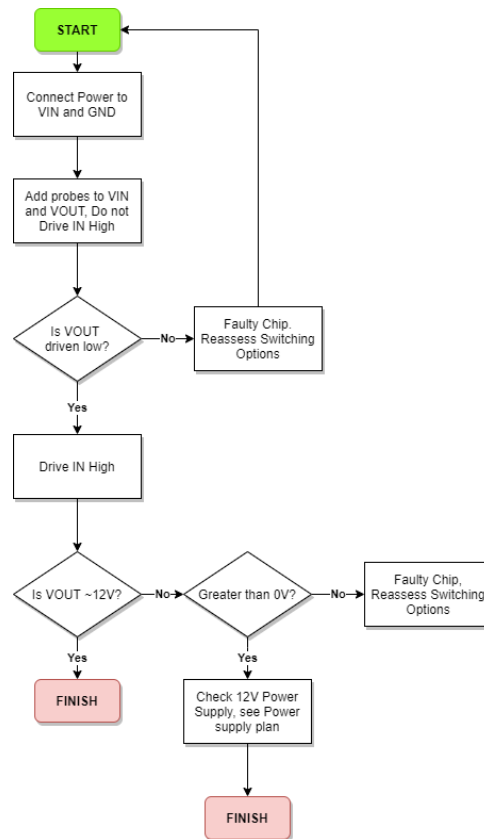 START
Connect Power to
VIN and GND
Add probes to VIN
and VOUT, Do not
Drive IN High
Is VOUT
driven low?
No
Faulty Chip.
Reassess Switching
Options
Yes
Drive IN High
Is VOUT ~12V?
No
Greater than 0V?
No
Faulty Chip,
Reassess Switching
Options
Yes
Yes
FINISH
Check 12V Power
Supply, see Power
supply plan
FINISH